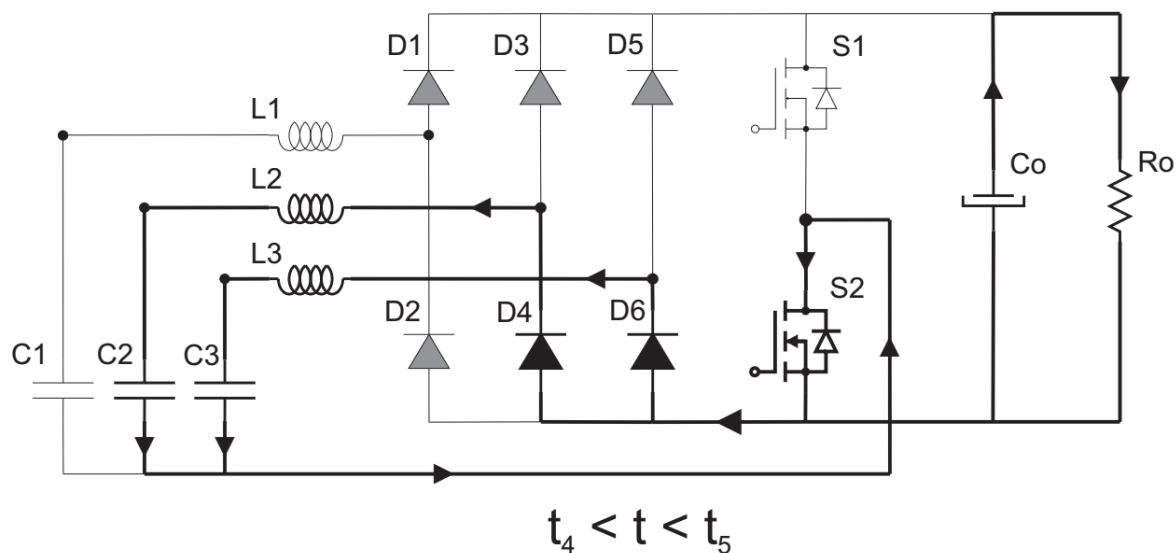 D1
D3
D5
S1
L1
L2
Co
Ro
L3
D2
D4
D6
S2
C1
C2
C3
t₄ < t < t₅